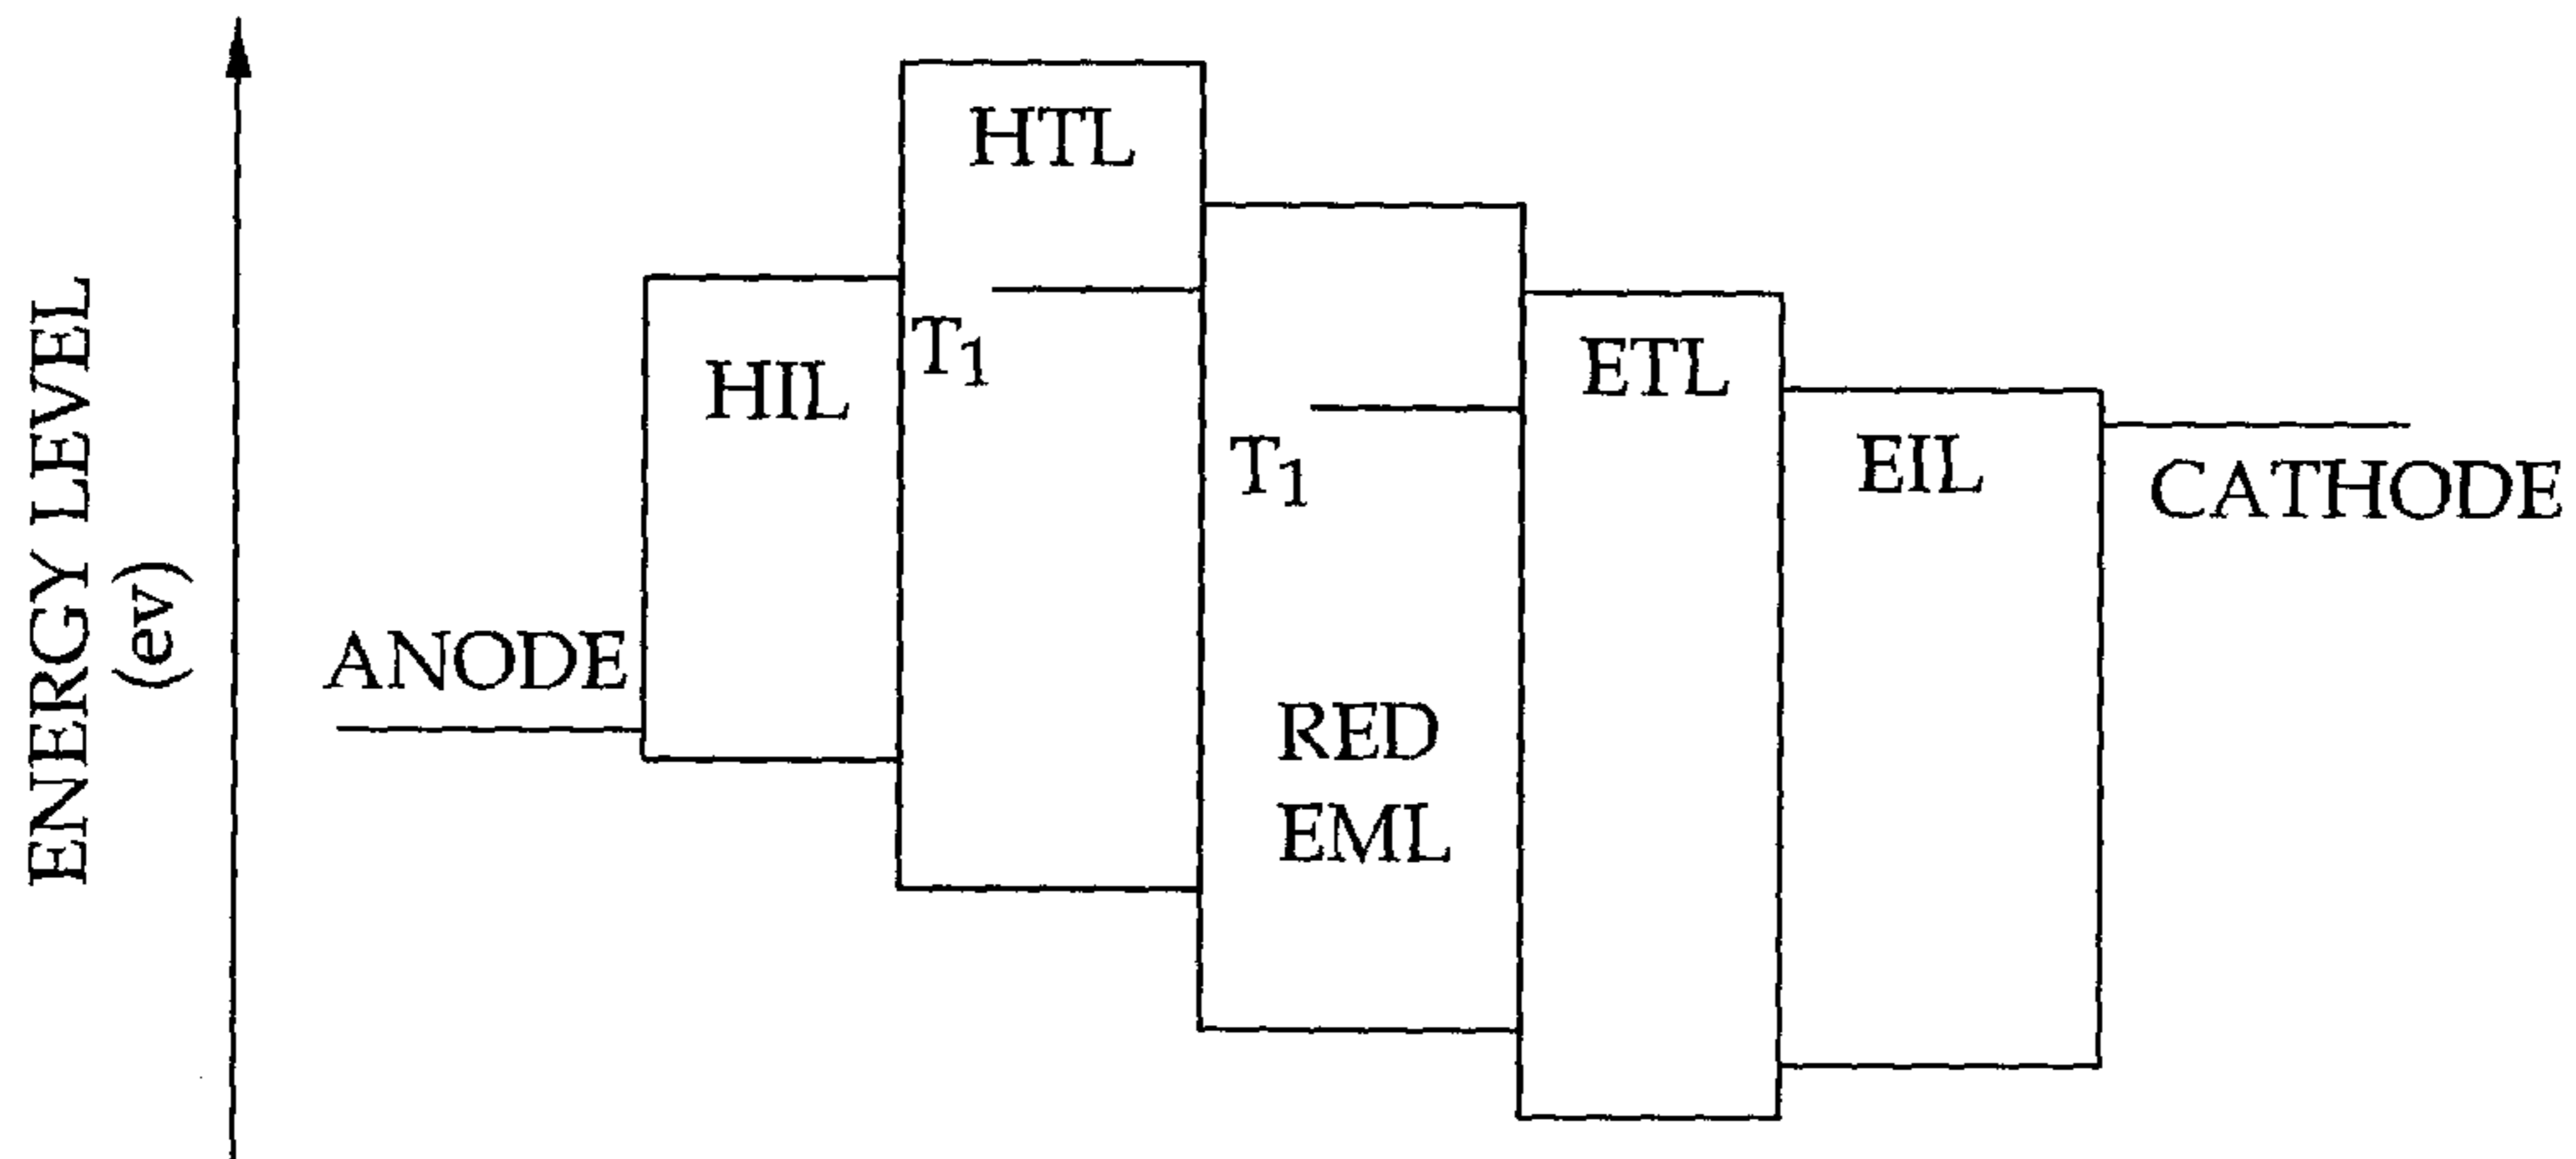 ENERGY LEVEL
(ev)
ANODE
HIL
HTL
T1
T1
RED
EML
ETL
EIL
CATHODE